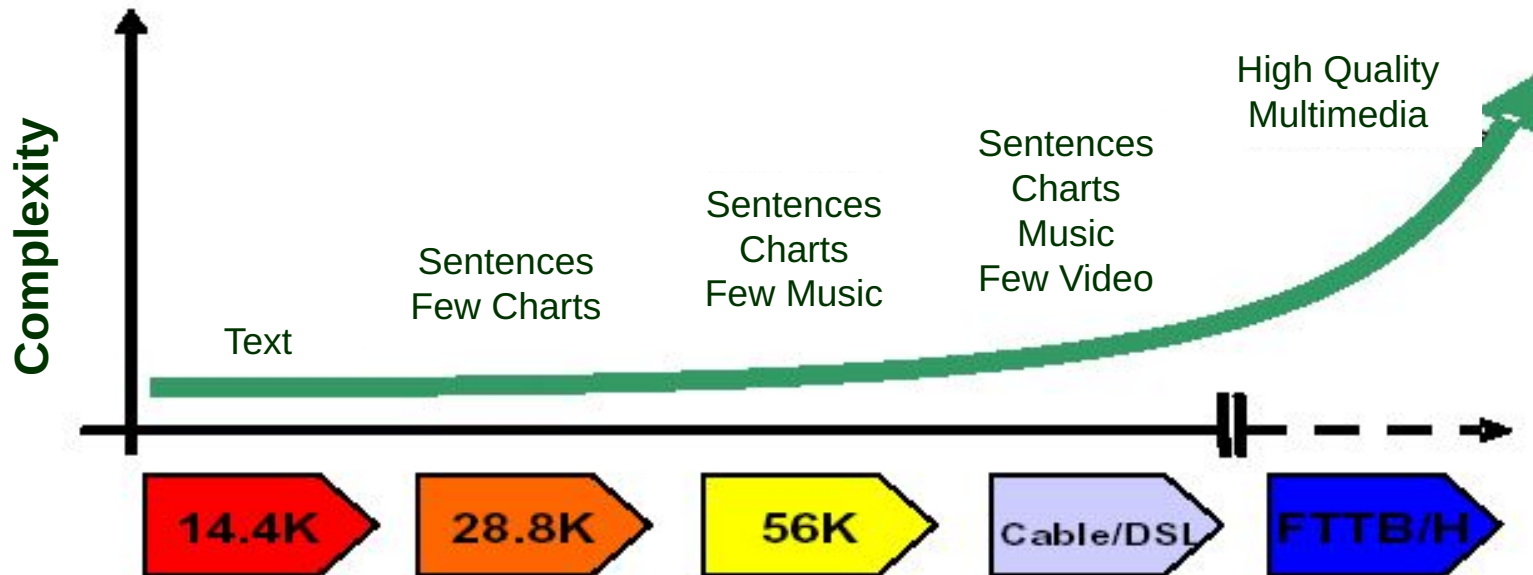 Complexity
Text
Sentences
Few Charts
Sentences
Charts
Few Music
Sentences
Charts
Music
Few Video
High Quality
Multimedia
14.4K
28.8K
56K
Cable/DSL
FTTB/H